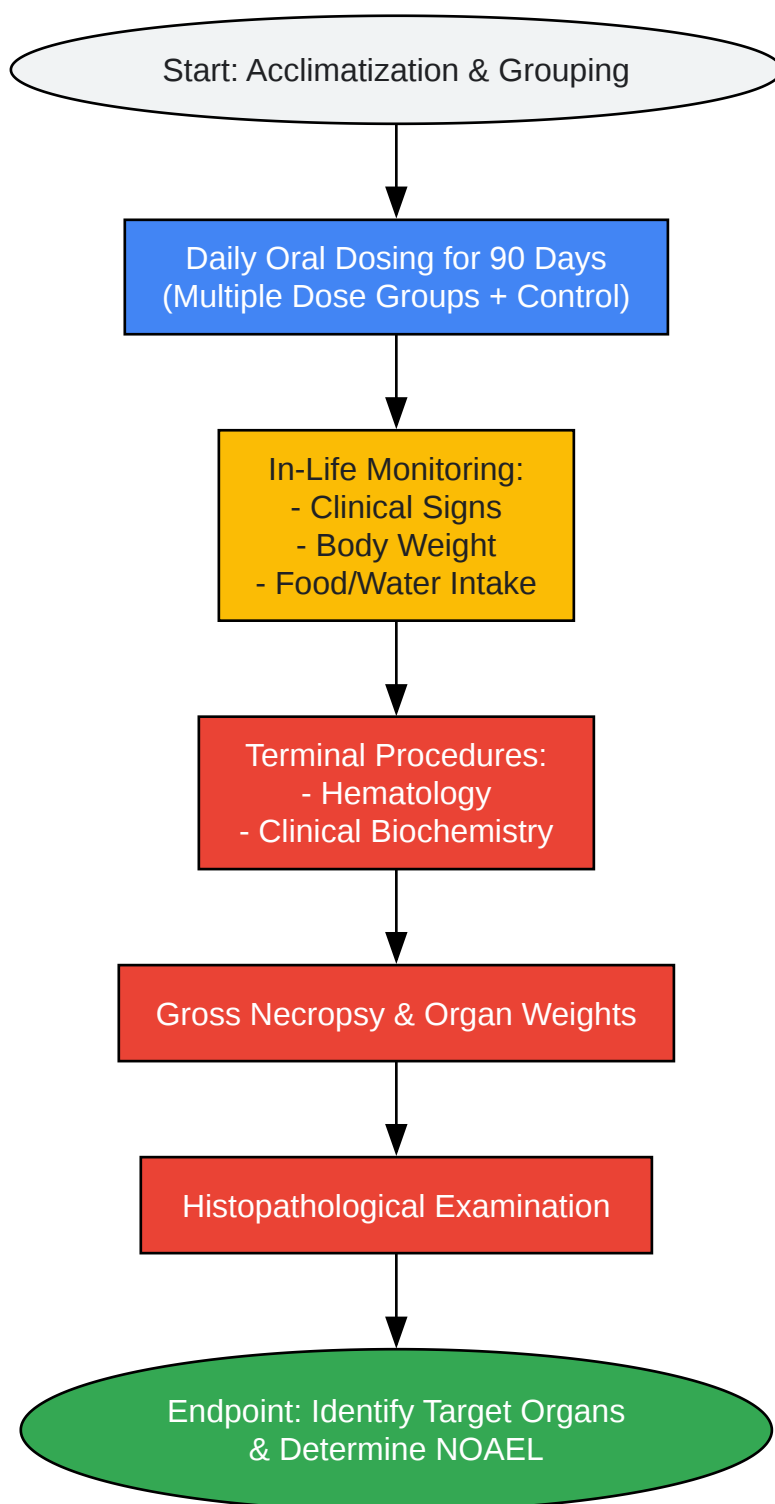 Start: Acclimatization & Grouping
Daily Oral Dosing for 90 Days
(Multiple Dose Groups + Control)
In-Life Monitoring:
- Clinical Signs
- Body Weight
- Food/Water Intake
Terminal Procedures:
- Hematology
- Clinical Biochemistry
Gross Necropsy & Organ Weights
Histopathological Examination
Endpoint: Identify Target Organs
& Determine NOAEL